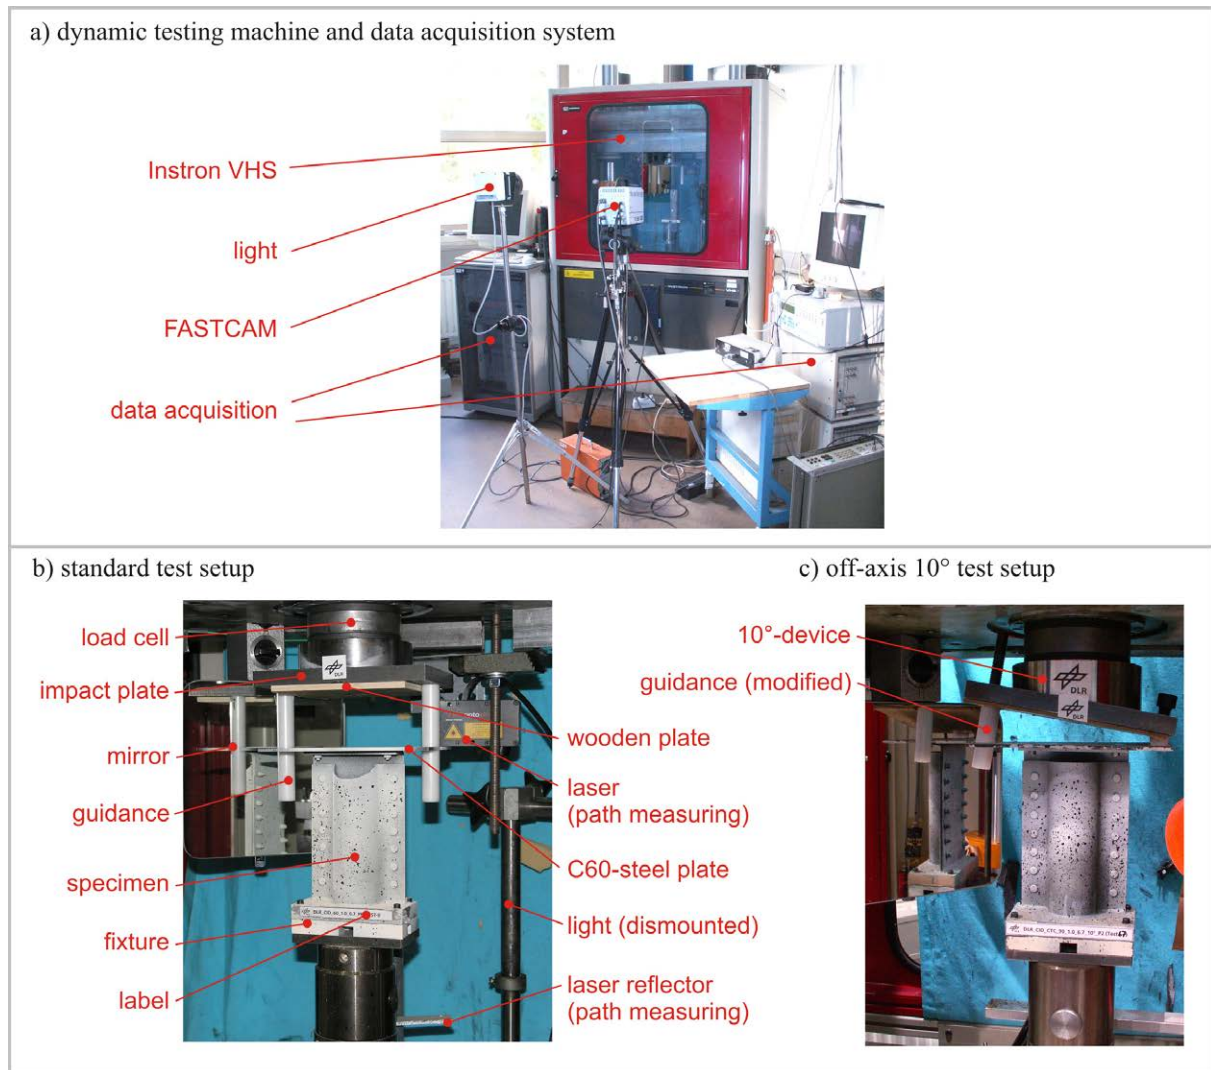 a) dynamic testing machine and data acquisition system
Instron VHS
light
FASTCAM
data acquisition
b) standard test setup
load cell
impact plate
mirror
guidance
specimen
fixture
label
wooden plate
laser
(path measuring)
C60-steel plate
light (dismounted)
laser reflector
(path measuring)
DLR
c) off-axis 10° test setup
10°-device
guidance (modified)
DLR
DLR